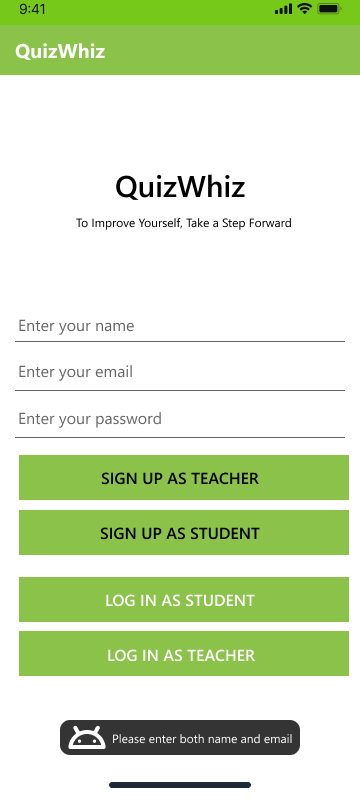 9:41
QuizWhiz
QuizWhiz
To Improve Yourself, Take a Step Forward
Enter your name
Enter your email
Enter your password
SIGN UP AS TEACHER
SIGN UP AS STUDENT
LOG IN AS STUDENT
LOG IN AS TEACHER
Please enter both name and email